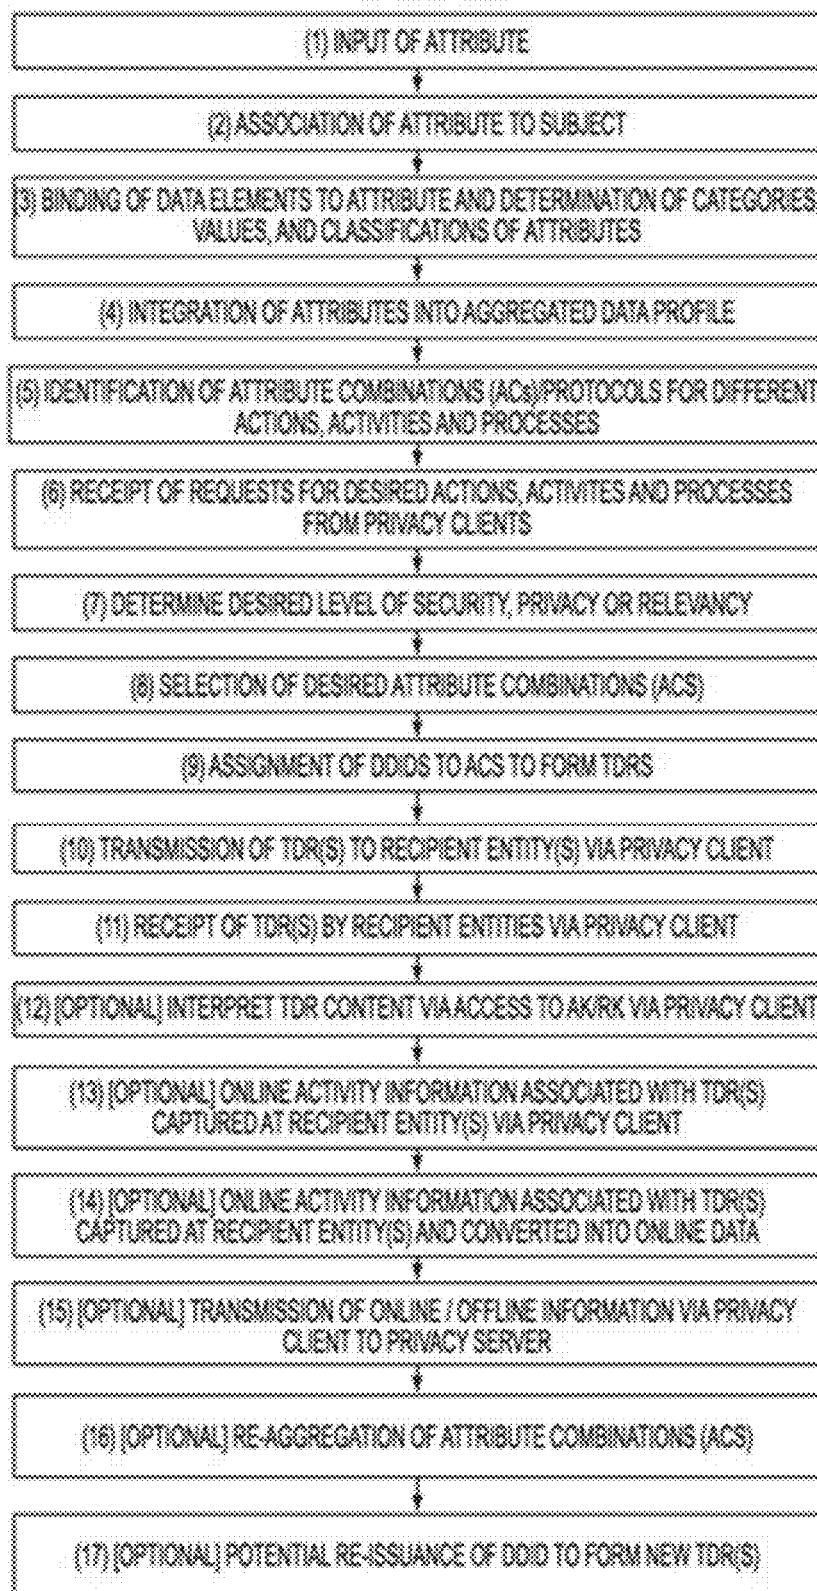 (1) INPUT OF ATTRIBUTE
(2) ASSOCIATION OF ATTRIBUTE TO SUBJECT
(3) BINDING OF DATA ELEMENTS TO ATTRIBUTE AND DETERMINATION OF CATEGORIES,
VALUES, AND CLASSIFICATIONS OF ATTRIBUTES
(4) INTEGRATION OF ATTRIBUTES INTO AGGREGATED DATA PROFILE
(5) IDENTIFICATION OF ATTRIBUTE COMBINATIONS (ACs)/PROTOCOLS FOR DIFFERENT
ACTIONS, ACTIVITIES AND PROCESSES
(6) RECEIPT OF REQUESTS FOR DESIRED ACTIONS, ACTIVITES AND PROCESSES
FROM PRIVACY CLIENTS
(7) DETERMINE DESIRED LEVEL OF SECURITY, PRIVACY OR RELEVANCY
(8) SELECTION OF DESIRED ATTRIBUTE COMBINATIONS (ACS)
(9) ASSIGNMENT OF DDIDS TO ACS TO FORM TDRS
(10) TRANSMISSION OF TDR(S) TO RECIPIENT ENTITY(S) VIA PRIVACY CLIENT
(11) RECEIPT OF TDR(S) BY RECIPIENT ENTITIES VIA PRIVACY CLIENT
(12) [OPTIONAL] INTERPRET TDR CONTENT VIA ACCESS TO AK/RK VIA PRIVACY CLIENT
(13) [OPTIONAL] ONLINE ACTIVITY INFORMATION ASSOCIATED WITH TDR(S)
CAPTURED AT RECIPIENT ENTITY(S) VIA PRIVACY CLIENT
(14) [OPTIONAL] ONLINE ACTIVITY INFORMATION ASSOCIATED WITH TDR(S)
CAPTURED AT RECIPIENT ENTITY(S) AND CONVERTED INTO ONLINE DATA
(15) [OPTIONAL] TRANSMISSION OF ONLINE / OFFLINE INFORMATION VIA PRIVACY
CLIENT TO PRIVACY SERVER
(16) [OPTIONAL] RE-AGGREGATION OF ATTRIBUTE COMBINATIONS (ACS)
(17) [OPTIONAL] POTENTIAL RE-ISSUANCE OF DDID TO FORM NEW TDR(S)